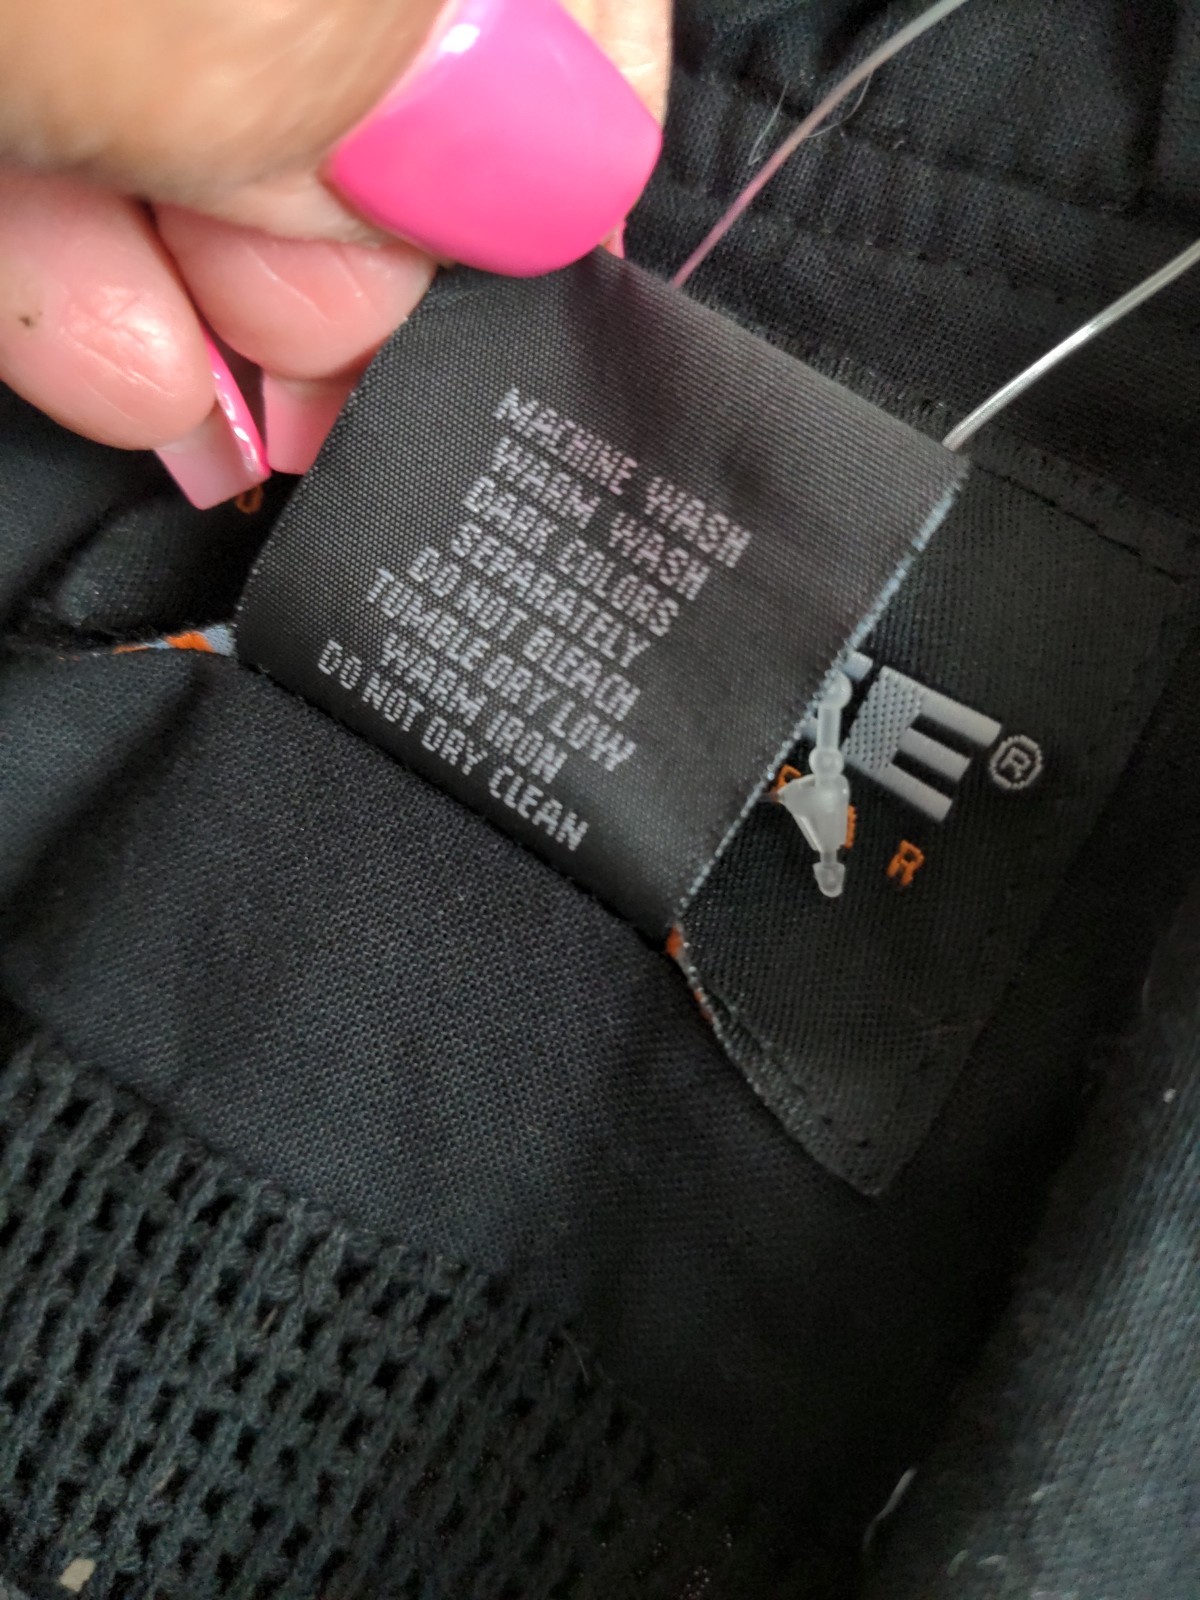 MACHINE WASH
WARM WASH
DARK COLORS
SEPARATELY
DO NOT BLEACH
TUMBLE DRY LOW
WARM IRON
DO NOT DRY CLEAN
E ®
R